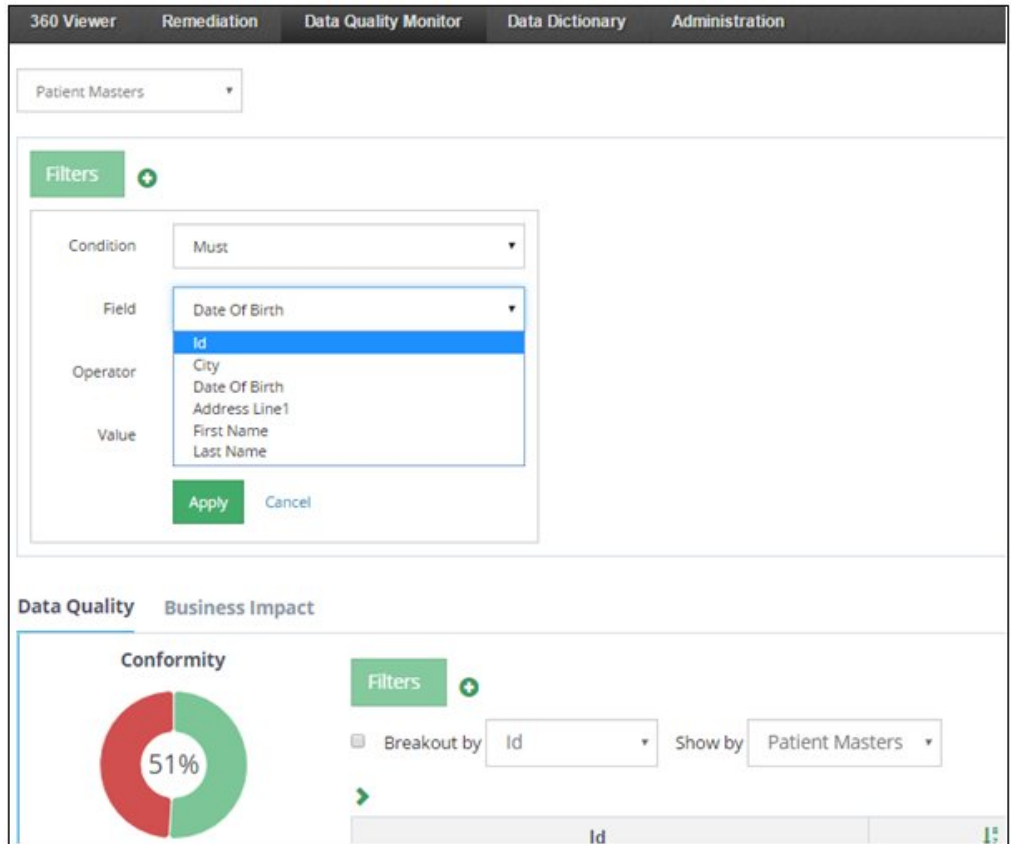 360 Viewer Remediation Data Quality Monitor Data Dictionary Administration
Patient Masters
Filters
Condition Must
Field Date Of Birth
Id
City
Operator
Date Of Birth
Address Line1
Value First Name
Last Name
Apply Cancel
Data Quality Business Impact
Conformity
51%
Filters
Breakout by Id Show by Patient Masters
Id